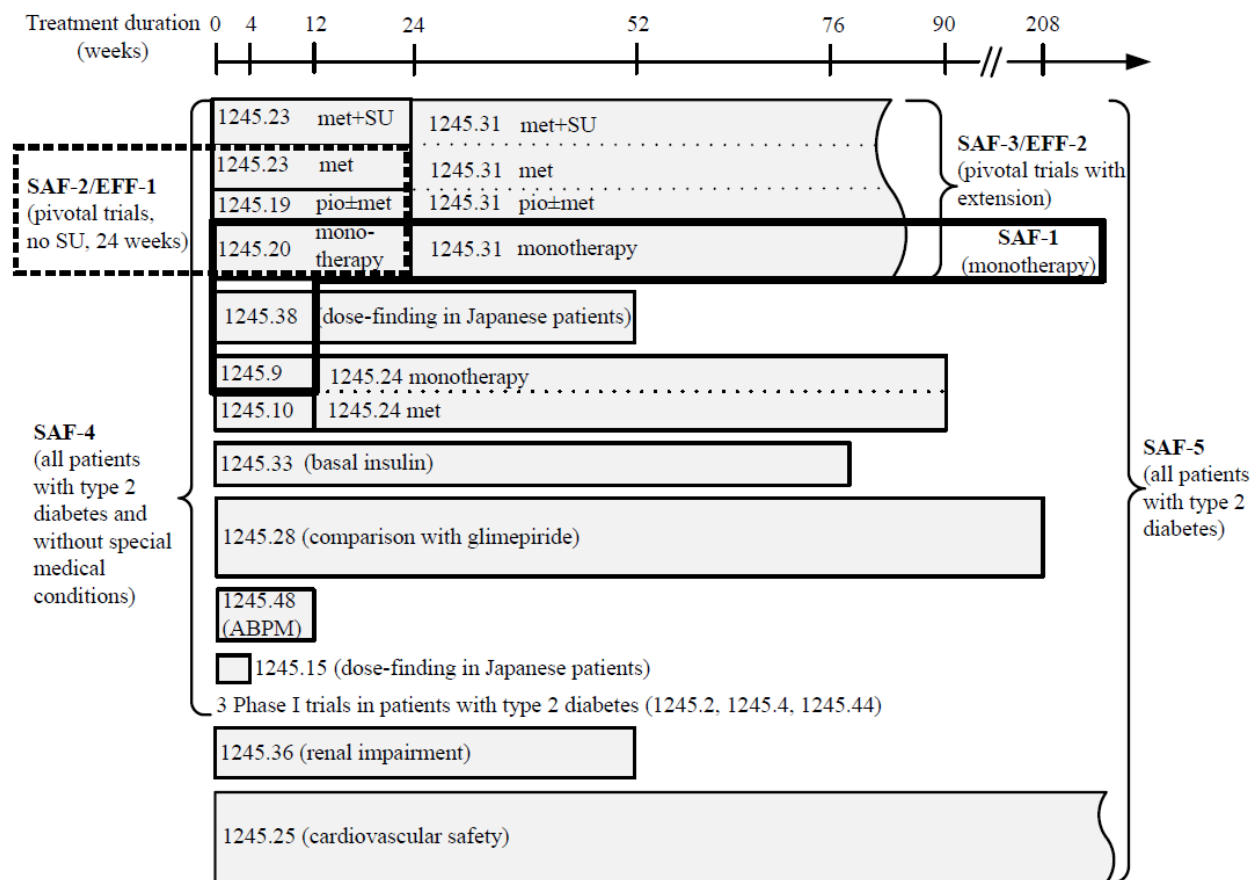 Treatment duration (weeks)
0 4 12 24 52 76 90 208
1245.23 met+SU
1245.31 met+SU
1245.23 met
1245.31 met
1245.19 pio±met
1245.31 pio±met
1245.20 mono-
therapy
1245.31 monotherapy
SAF-2/EFF-1
(pivotal trials,
no SU, 24 weeks)
SAF-3/EFF-2
(pivotal trials with
extension)
SAF-1
(monotherapy)
1245.38 (dose-finding in Japanese patients)
1245.9
1245.24 monotherapy
1245.10
1245.24 met
SAF-4
(all patients
with type 2
diabetes and
without special
medical
conditions)
SAF-5
(all patients
with type 2
diabetes)
1245.33 (basal insulin)
1245.28 (comparison with glimepiride)
1245.48
(ABPM)
1245.15 (dose-finding in Japanese patients)
3 Phase I trials in patients with type 2 diabetes (1245.2, 1245.4, 1245.44)
1245.36 (renal impairment)
1245.25 (cardiovascular safety)